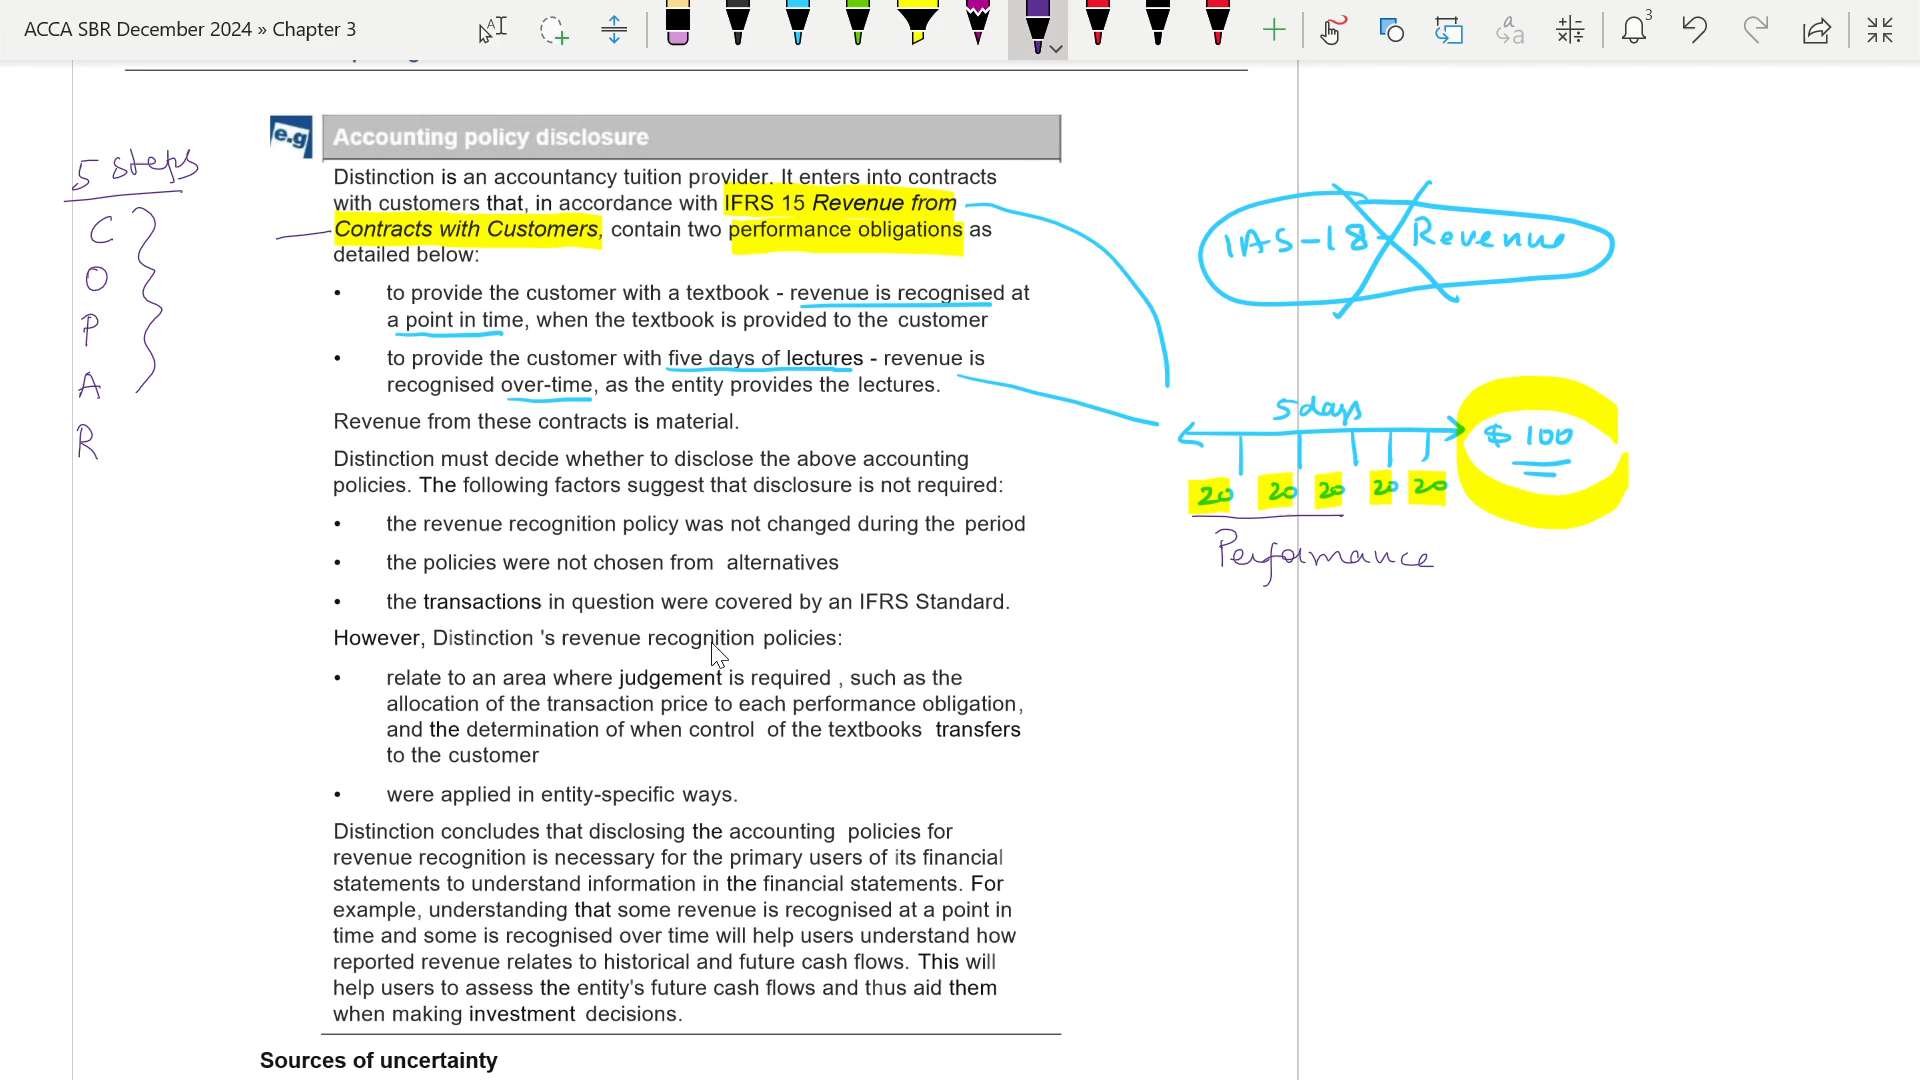 ACCA SBR December 2024 » Chapter 3
3
5 steps
C
O
P
A
R
e.g Accounting policy disclosure
Distinction is an accountancy tuition provider. It enters into contracts
with customers that, in accordance with IFRS 15 Revenue from
Contracts with Customers, contain two performance obligations as
detailed below:
• to provide the customer with a textbook - revenue is recognised at
a point in time, when the textbook is provided to the customer
• to provide the customer with five days of lectures - revenue is
recognised over-time, as the entity provides the lectures.
Revenue from these contracts is material.
Distinction must decide whether to disclose the above accounting
policies. The following factors suggest that disclosure is not required:
• the revenue recognition policy was not changed during the period
• the policies were not chosen from alternatives
• the transactions in question were covered by an IFRS Standard.
However, Distinction 's revenue recognition policies:
• relate to an area where judgement is required , such as the
allocation of the transaction price to each performance obligation,
and the determination of when control of the textbooks transfers
to the customer
• were applied in entity-specific ways.
Distinction concludes that disclosing the accounting policies for
revenue recognition is necessary for the primary users of its financial
statements to understand information in the financial statements. For
example, understanding that some revenue is recognised at a point in
time and some is recognised over time will help users understand how
reported revenue relates to historical and future cash flows. This will
help users to assess the entity's future cash flows and thus aid them
when making investment decisions.
Sources of uncertainty
IAS-18 - Revenue
5 days
$ 100
20 20 20 20 20
Performance